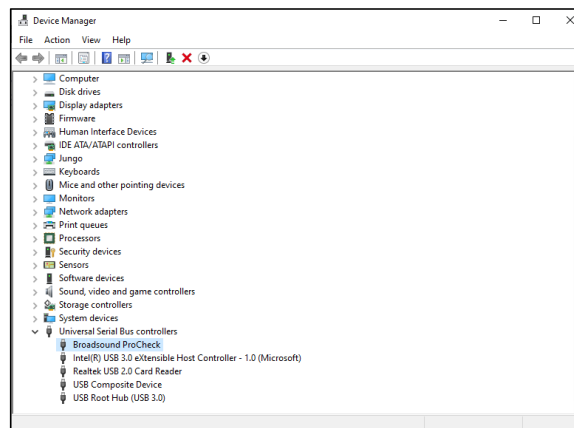 Device Manager
File Action View Help
Computer
Disk drives
Display adapters
Firmware
Human Interface Devices
IDE ATA/ATAPI controllers
Jungo
Keyboards
Mice and other pointing devices
Monitors
Network adapters
Print queues
Processors
Security devices
Sensors
Software devices
Sound, video and game controllers
Storage controllers
System devices
Universal Serial Bus controllers
Broadsound ProCheck
Intel(R) USB 3.0 eXtensible Host Controller - 1.0 (Microsoft)
Realtek USB 2.0 Card Reader
USB Composite Device
USB Root Hub (USB 3.0)